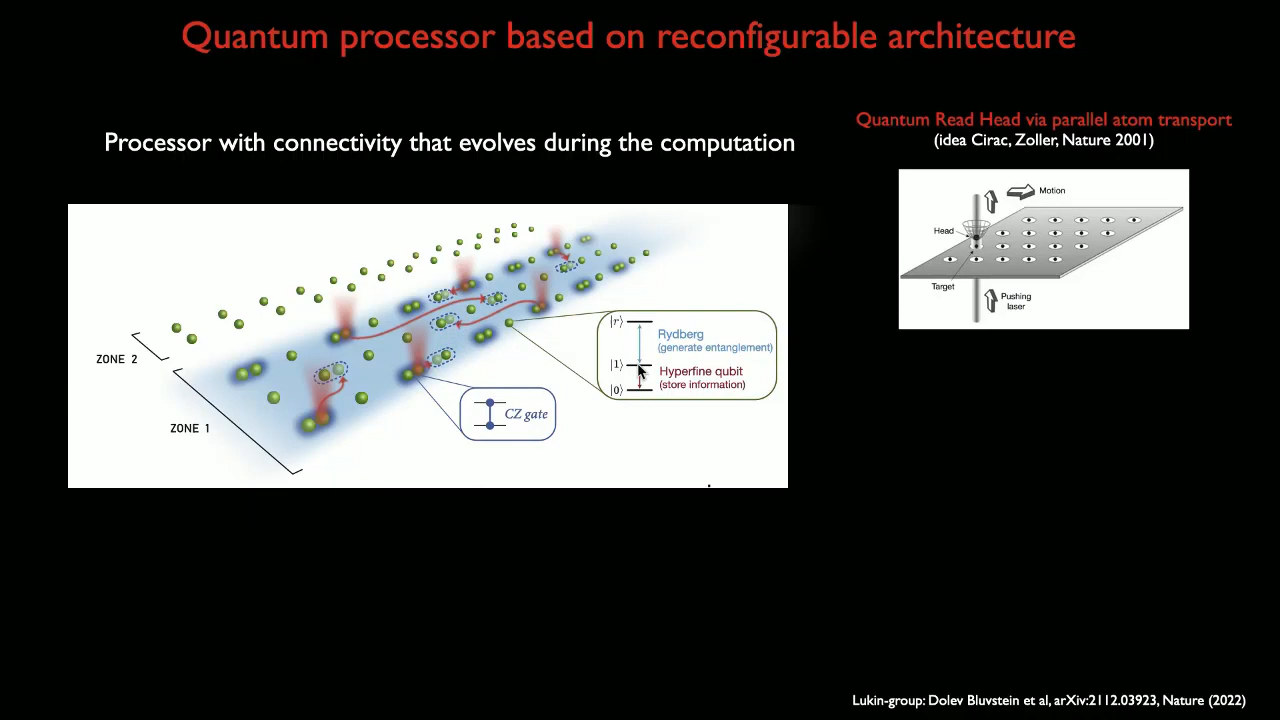 Quantum processor based on reconfigurable architecture
Processor with connectivity that evolves during the computation
Quantum Read Head via parallel atom transport
(idea Cirac, Zoller, Nature 2001)
Motion
Head
Target
Pushing
laser
ZONE 2
ZONE 1
|r⟩
Rydberg
(generate entanglement)
|1⟩
Hyperfine qubit
(store information)
|0⟩
CZ gate
Lukin-group: Dolev Bluvstein et al, arXiv:2112.03923, Nature (2022)